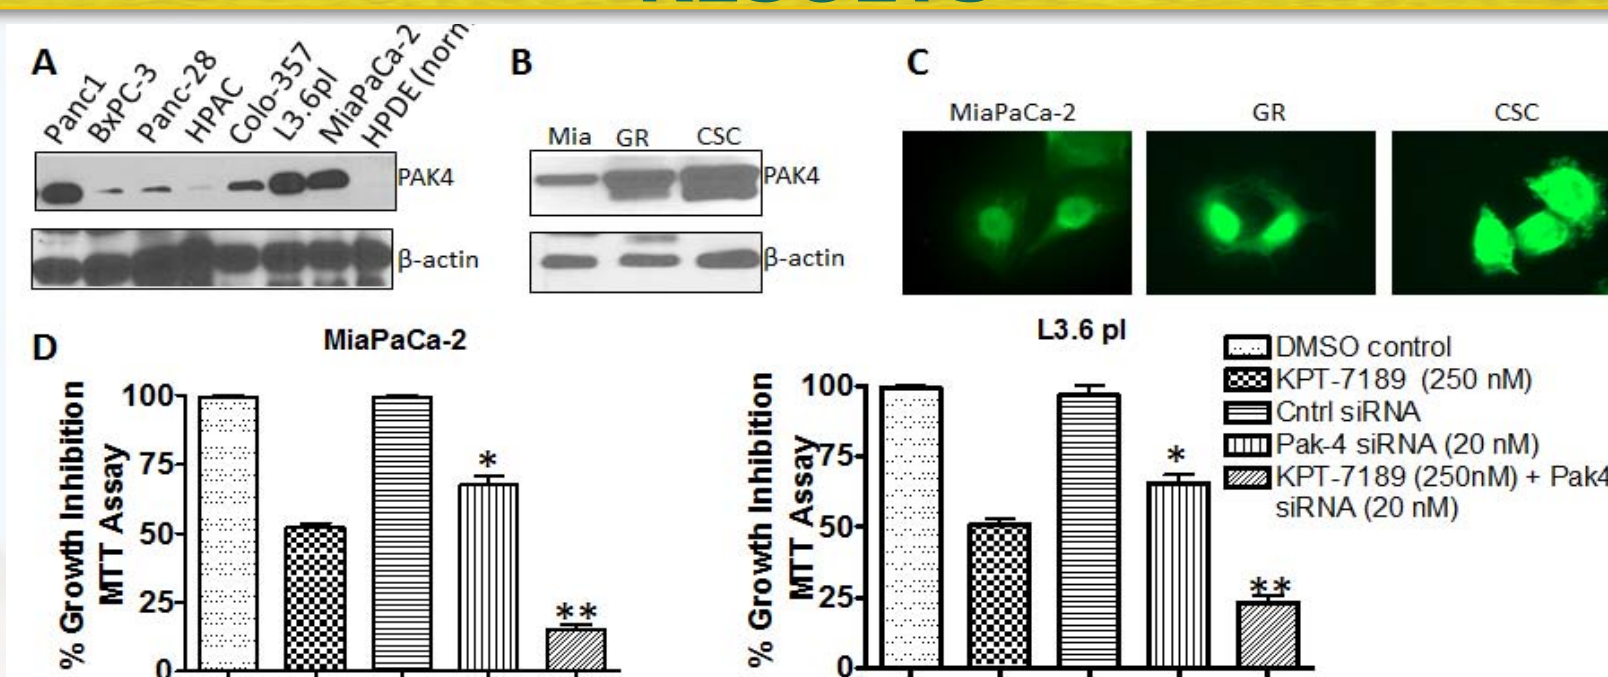 RESULTS
A
Panc1
BxPC-3
Panc-28
HPAC
Colo-357
L3.6pl
MiaPaCa-2
HPDE (norn
PAK4
β-actin
B
Mia GR CSC
PAK4
β-actin
C
MiaPaCa-2 GR CSC
D
MiaPaCa-2
% Growth Inhibition
MTT Assay
100
75
50
25
0
*
**
L3.6 pl
% Growth Inhibition
MTT Assay
100
75
50
25
0
*
**
DMSO control
KPT-7189 (250 nM)
Cntrl siRNA
Pak-4 siRNA (20 nM)
KPT-7189 (250nM) + Pak4
siRNA (20 nM)